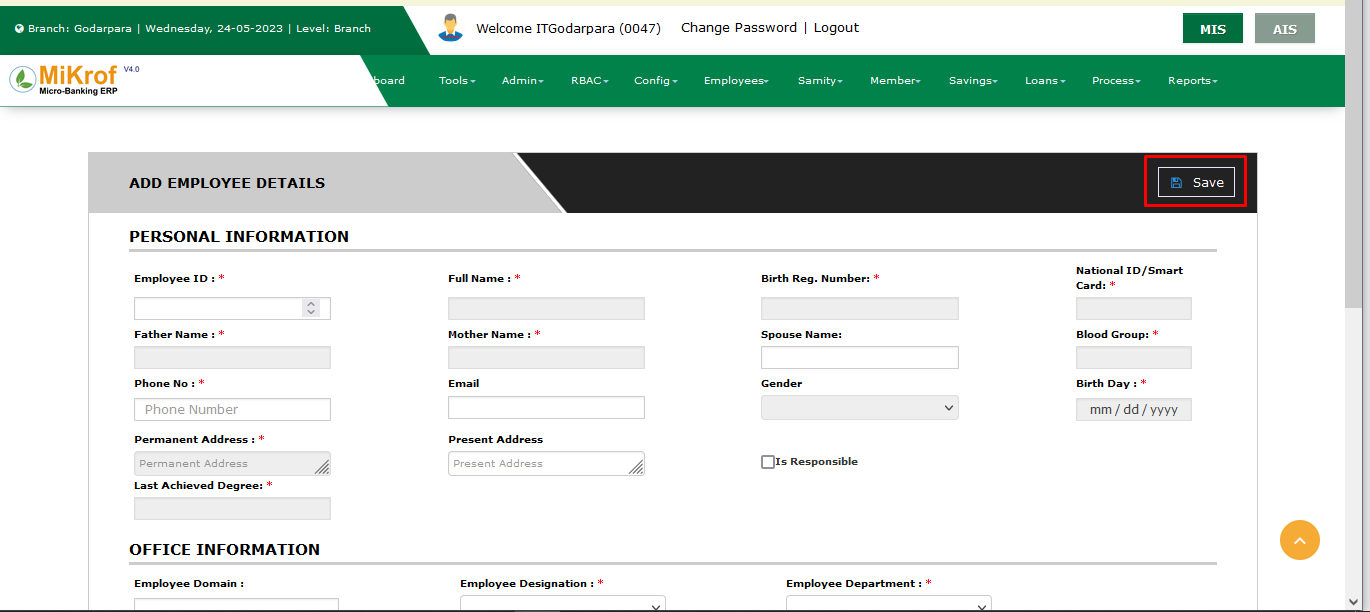 Branch: Godarpara | Wednesday, 24-05-2023 | Level: Branch
Welcome ITGodarpara (0047) Change Password | Logout
MIS AIS
MiKrof V4.0
Micro-Banking ERP
board Tools Admin RBAC Config Employees Samity Member Savings Loans Process Reports
ADD EMPLOYEE DETAILS
Save
PERSONAL INFORMATION
Employee ID : * Full Name : * Birth Reg. Number: * National ID/Smart
Card: *
Father Name : * Mother Name : * Spouse Name: Blood Group: *
Phone No : * Email Gender Birth Day : *
Phone Number mm / dd / yyyy
Permanent Address : * Present Address
Permanent Address Present Address Is Responsible
Last Achieved Degree: *
OFFICE INFORMATION
Employee Domain : Employee Designation : * Employee Department : *